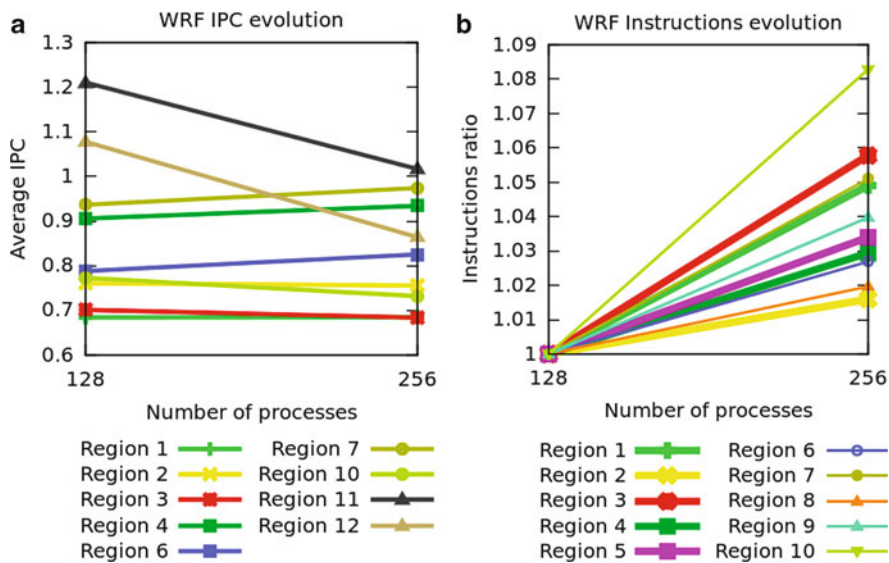 a
WRF IPC evolution
1.3
1.2
1.1
1
0.9
0.8
0.7
0.6
Average IPC
128
256
Number of processes
Region 1
Region 2
Region 3
Region 4
Region 6
Region 7
Region 10
Region 11
Region 12
b
WRF Instructions evolution
1.09
1.08
1.07
1.06
1.05
1.04
1.03
1.02
1.01
1
Instructions ratio
128
256
Number of processes
Region 1
Region 2
Region 3
Region 4
Region 5
Region 6
Region 7
Region 8
Region 9
Region 10